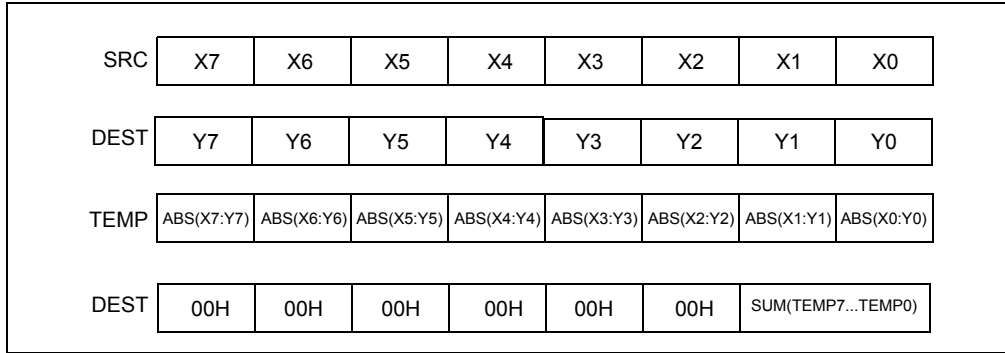 SRC X7 X6 X5 X4 X3 X2 X1 X0
DEST Y7 Y6 Y5 Y4 Y3 Y2 Y1 Y0
TEMP ABS(X7:Y7) ABS(X6:Y6) ABS(X5:Y5) ABS(X4:Y4) ABS(X3:Y3) ABS(X2:Y2) ABS(X1:Y1) ABS(X0:Y0)
DEST 00H 00H 00H 00H 00H 00H SUM(TEMP7...TEMP0)